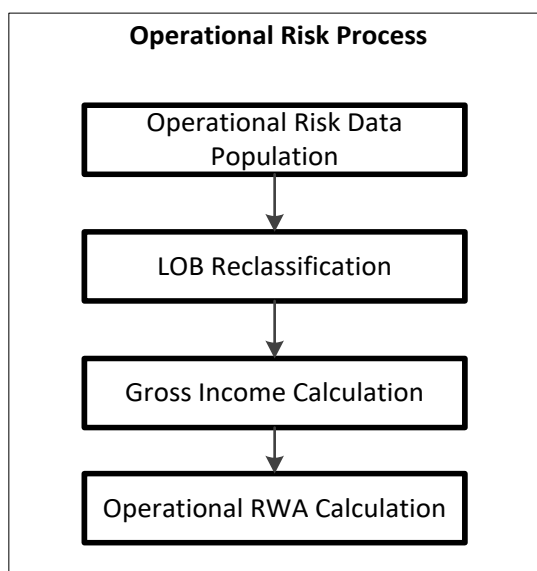 Operational Risk Process
Operational Risk Data
Population
LOB Reclassification
Gross Income Calculation
Operational RWA Calculation